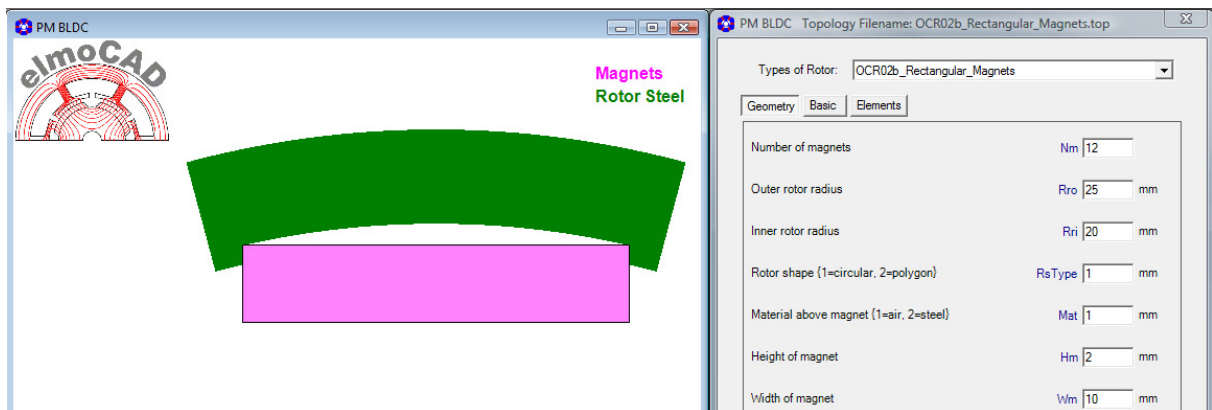 PM BLDC
elmoCAD
Magnets
Rotor Steel
PM BLDC Topology Filename: OCR02b_Rectangular_Magnets.top
Types of Rotor: OCR02b_Rectangular_Magnets
Geometry Basic Elements
Number of magnets Nm 12
Outer rotor radius Rro 25 mm
Inner rotor radius Rri 20 mm
Rotor shape {1=circular, 2=polygon} RsType 1 mm
Material above magnet {1=air, 2=steel} Mat 1 mm
Height of magnet Hm 2 mm
Width of magnet Wm 10 mm